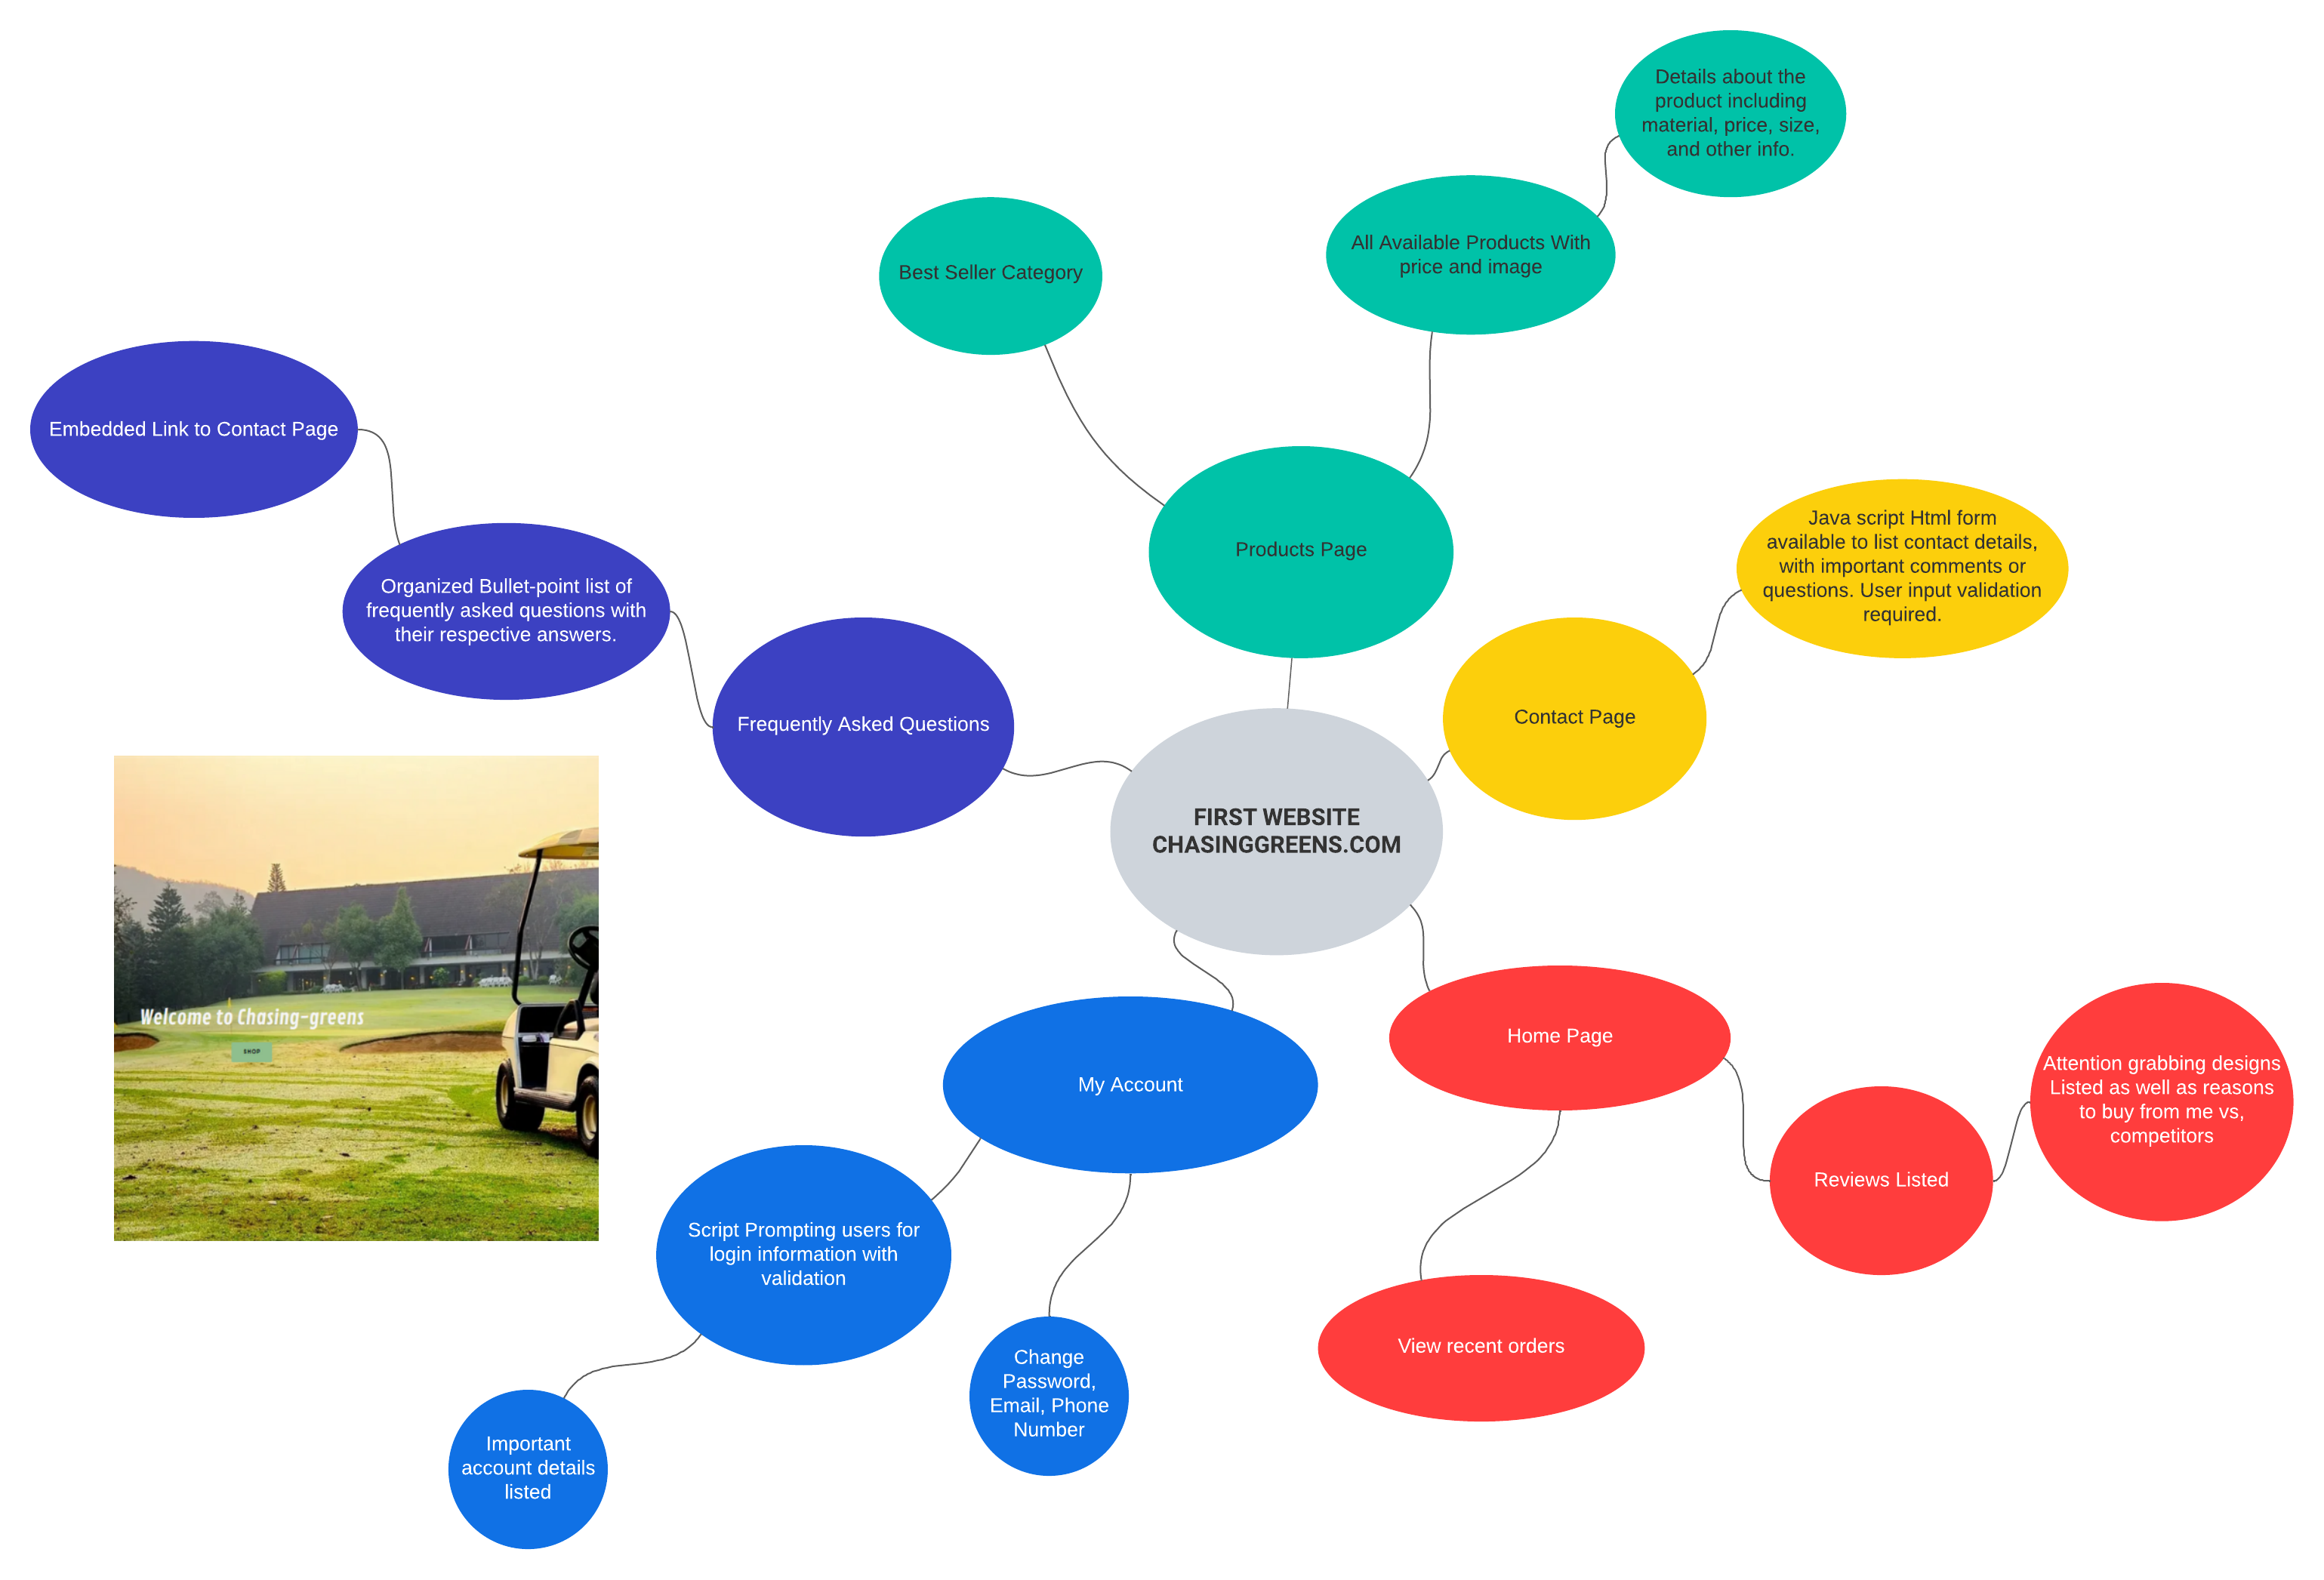 Details about the
product including
material, price, size,
and other info.
All Available Products With
price and image
Best Seller Category
Embedded Link to Contact Page
Products Page
Java script Html form
available to list contact details,
with important comments or
questions. User input validation
required.
Organized Bullet-point list of
frequently asked questions with
their respective answers.
Frequently Asked Questions
Contact Page
FIRST WEBSITE
CHASINGGREENS.COM
Welcome to Chasing-greens
SHOP
Home Page
My Account
Attention grabbing designs
Listed as well as reasons
to buy from me vs,
competitors
Reviews Listed
Script Prompting users for
login information with
validation
View recent orders
Change
Password,
Email, Phone
Number
Important
account details
listed